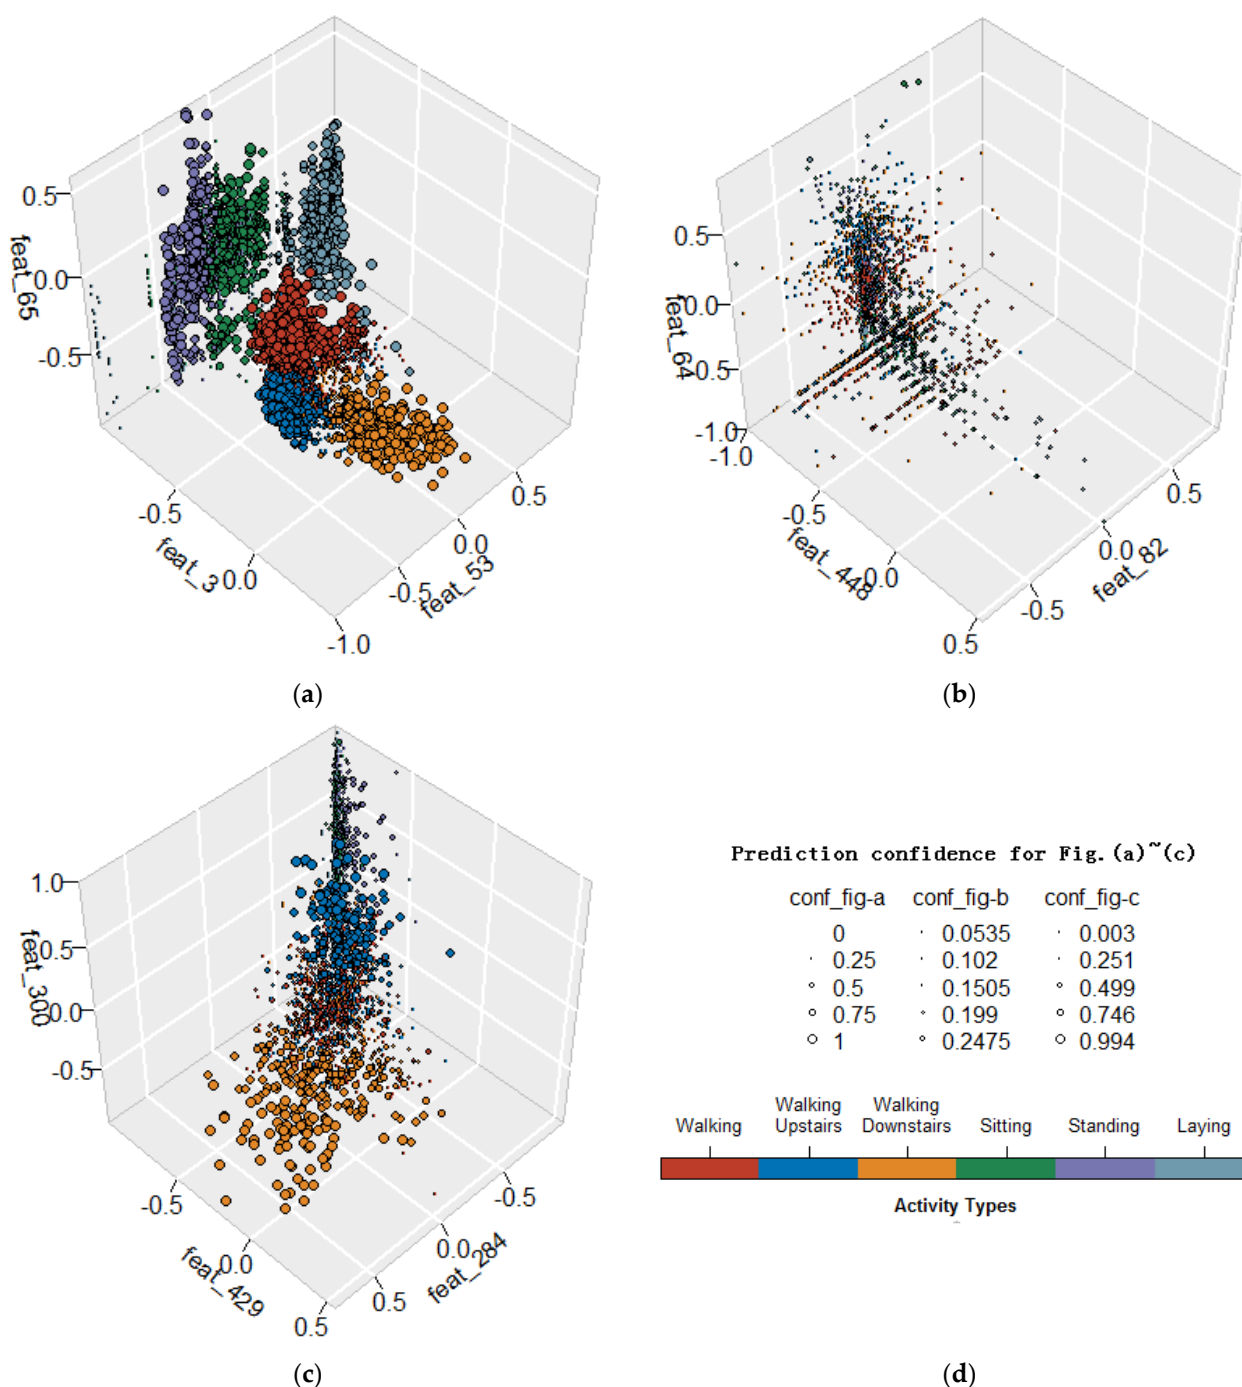 0.5
0.0
-0.5
feat_65
-0.5
feat_3
0.0
-1.0
-0.5
feat_53
0.0
0.5
(a)
0.5
0.0
-0.5
-1.0
feat_64
-1.0
-0.5
feat_448
0.0
0.5
-0.5
feat_82
0.0
0.5
(b)
1.0
0.5
0.0
-0.5
feat_300
-0.5
feat_429
0.0
0.5
0.5
feat_284
0.0
-0.5
(c)
Prediction confidence for Fig.(a)~(c)
conf_fig-a conf_fig-b conf_fig-c
0 0.0535 0.003
0.25 0.102 0.251
0.5 0.1505 0.499
0.75 0.199 0.746
1 0.2475 0.994
Walking Walking Upstairs Walking Downstairs Sitting Standing Laying
Activity Types
(d)